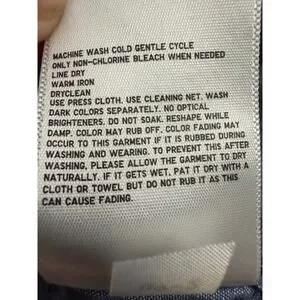 MACHINE WASH COLD GENTLE CYCLE
ONLY NON-CHLORINE BLEACH WHEN NEEDED
LINE DRY
WARM IRON
DRYCLEAN
USE PRESS CLOTH. USE CLEANING NET. WASH
DARK COLORS SEPARATELY. NO OPTICAL
BRIGHTENERS. DO NOT SOAK. RESHAPE WHILE
DAMP. COLOR MAY RUB OFF. COLOR FADING MAY
OCCUR TO THIS GARMENT IF IT IS RUBBED DURING
WASHING AND WEARING. TO PREVENT THIS AFTER
WASHING, PLEASE ALLOW THE GARMENT TO DRY
NATURALLY. IF IT GETS WET, PAT IT DRY WITH A
CLOTH OR TOWEL BUT DO NOT RUB IT AS THIS
CAN CAUSE FADING.